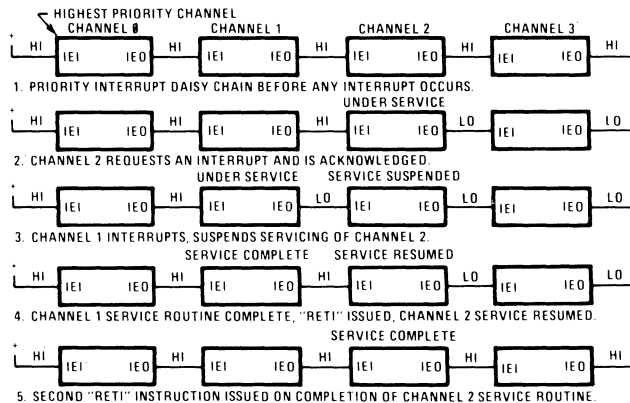 HIGHEST PRIORITY CHANNEL
CHANNEL 0 CHANNEL 1 CHANNEL 2 CHANNEL 3
+ HI IEI IEO HI IEI IEO HI IEI IEO HI IEI IEO HI
1. PRIORITY INTERRUPT DAISY CHAIN BEFORE ANY INTERRUPT OCCURS.
UNDER SERVICE
+ HI IEI IEO HI IEI IEO HI IEI IEO LO IEI IEO LO
2. CHANNEL 2 REQUESTS AN INTERRUPT AND IS ACKNOWLEDGED.
UNDER SERVICE SERVICE SUSPENDED
+ HI IEI IEO HI IEI IEO LO IEI IEO LO IEI IEO LO
3. CHANNEL 1 INTERRUPTS, SUSPENDS SERVICING OF CHANNEL 2.
SERVICE COMPLETE SERVICE RESUMED
+ HI IEI IEO HI IEI IEO HI IEI IEO LO IEI IEO LO
4. CHANNEL 1 SERVICE ROUTINE COMPLETE, "RETI" ISSUED, CHANNEL 2 SERVICE RESUMED.
SERVICE COMPLETE
+ HI IEI IEO HI IEI IEO HI IEI IEO HI IEI IEO HI
5. SECOND "RETI" INSTRUCTION ISSUED ON COMPLETION OF CHANNEL 2 SERVICE ROUTINE.